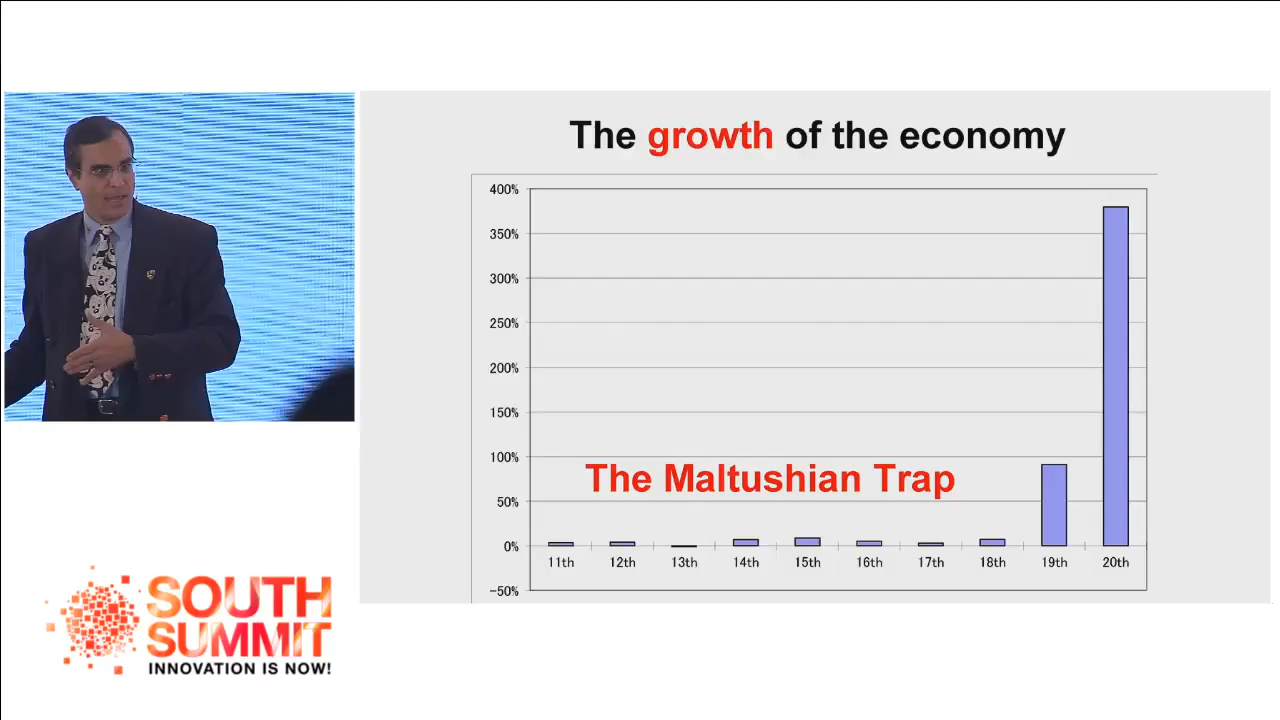 The growth of the economy
400%
350%
300%
250%
200%
150%
100%
50%
0%
-50%
The Maltushian Trap
11th 12th 13th 14th 15th 16th 17th 18th 19th 20th
SOUTH
SUMMIT
INNOVATION IS NOW!